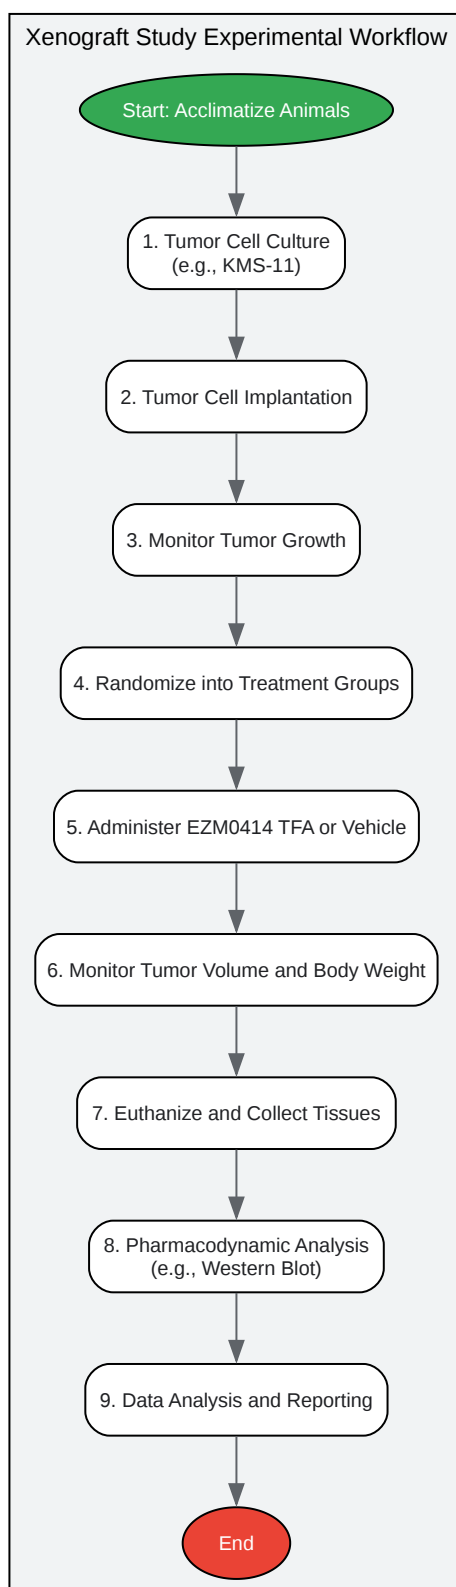 Xenograft Study Experimental Workflow
Start: Acclimatize Animals
1. Tumor Cell Culture
(e.g., KMS-11)
2. Tumor Cell Implantation
3. Monitor Tumor Growth
4. Randomize into Treatment Groups
5. Administer EZM0414 TFA or Vehicle
6. Monitor Tumor Volume and Body Weight
7. Euthanize and Collect Tissues
8. Pharmacodynamic Analysis
(e.g., Western Blot)
9. Data Analysis and Reporting
End